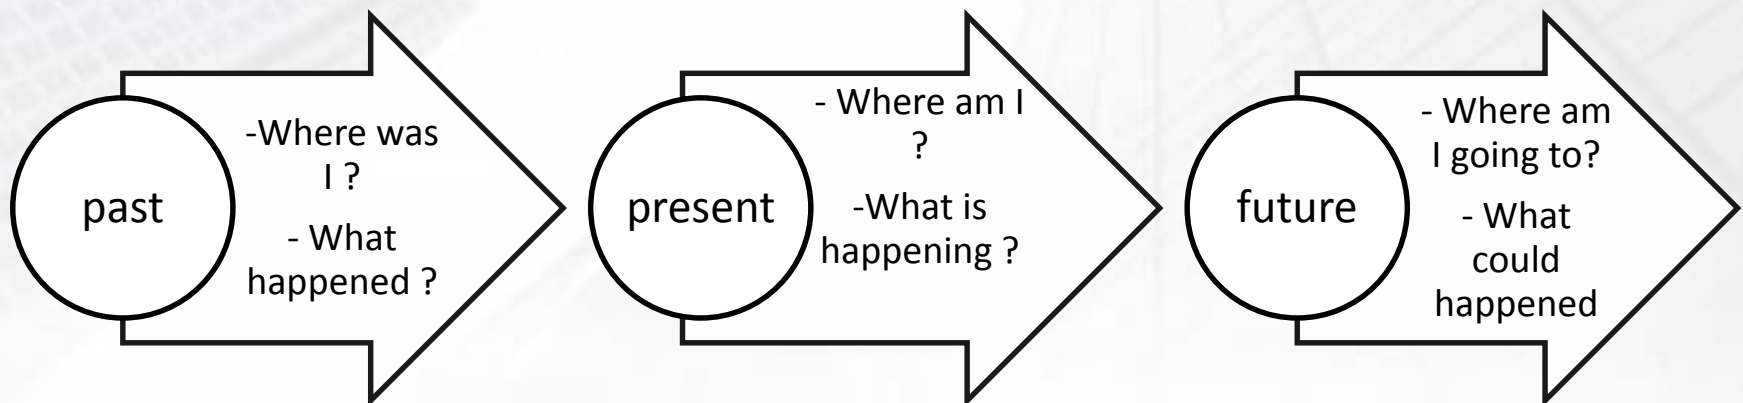 past
-Where was
I ?
- What
happened ?
present
- Where am I
?
-What is
happening ?
future
- Where am
I going to?
- What
could
happened